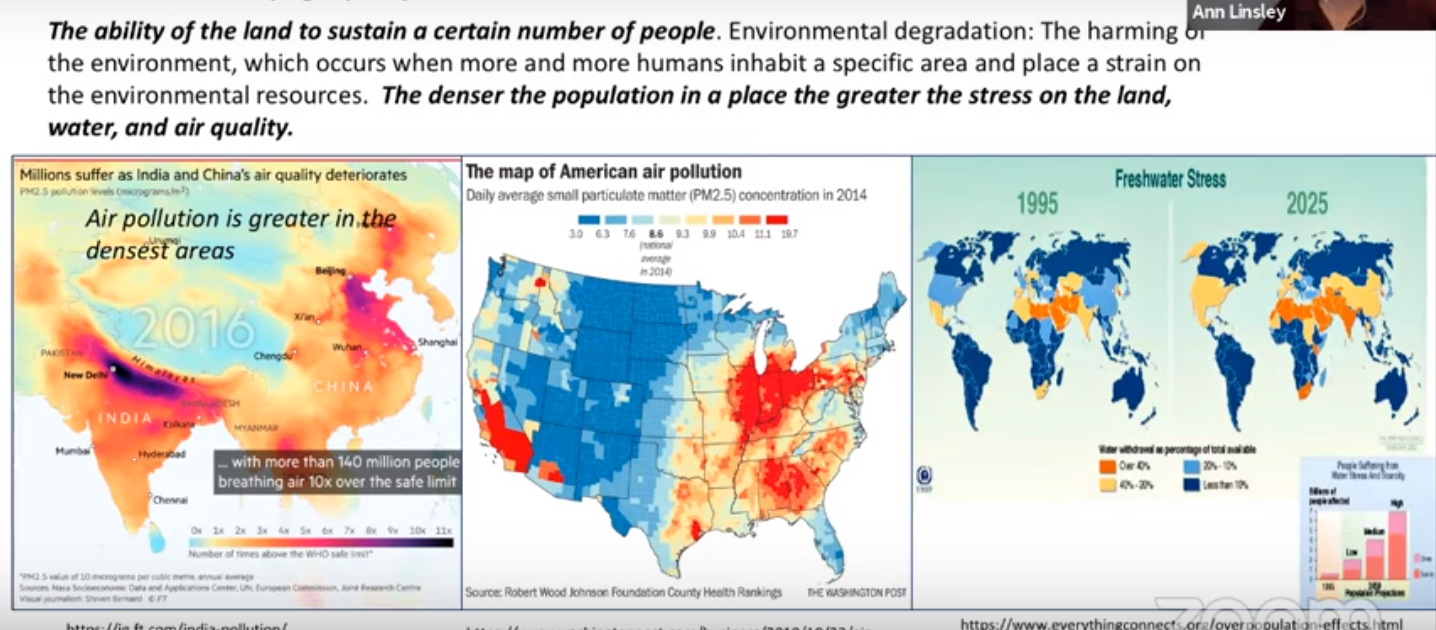 Ann Linsley
The ability of the land to sustain a certain number of people. Environmental degradation: The harming of
the environment, which occurs when more and more humans inhabit a specific area and place a strain on
the environmental resources. The denser the population in a place the greater the stress on the land,
water, and air quality.
Millions suffer as India and China's air quality deteriorates
PM2.5 pollution levels (micrograms/m³)
Air pollution is greater in the
densest areas
Urumqi
Beijing
2016
Xi'an
Wuhan
Shanghai
Chengdu
PAKISTAN
Himalayas
New Delhi
CHINA
BANGLADESH
INDIA
Kolkata
MYANMAR
Mumbai
Hyderabad
... with more than 140 million people
breathing air 10x over the safe limit
Chennai
0x 1x 2x 3x 4x 5x 6x 7x 8x 9x 10x 11x
Number of times above the WHO safe limit*
*PM2.5 value of 10 micrograms per cubic metre, annual average
Sources: Nasa Socioeconomic Data and Applications Center; UN; European Commission, Joint Research Centre
Visual journalism: Steven Bernard © FT
The map of American air pollution
Daily average small particulate matter (PM2.5) concentration in 2014
3.0 6.3 7.6 8.6 9.3 9.9 10.4 11.1 19.7
(national
average
in 2014)
Source: Robert Wood Johnson Foundation County Health Rankings THE WASHINGTON POST
Freshwater Stress
1995 2025
Water withdrawal as percentage of total available
Over 40% 20% - 10%
40% - 20% Less than 10%
People Suffering from
Water Stress And Scarcity
Billions of
people affected
High
Medium
Low
1995
Population Projections
zoom
https://ig.ft.com/india-pollution/
https://www.everythingconnects.org/overpopulation-effects.html